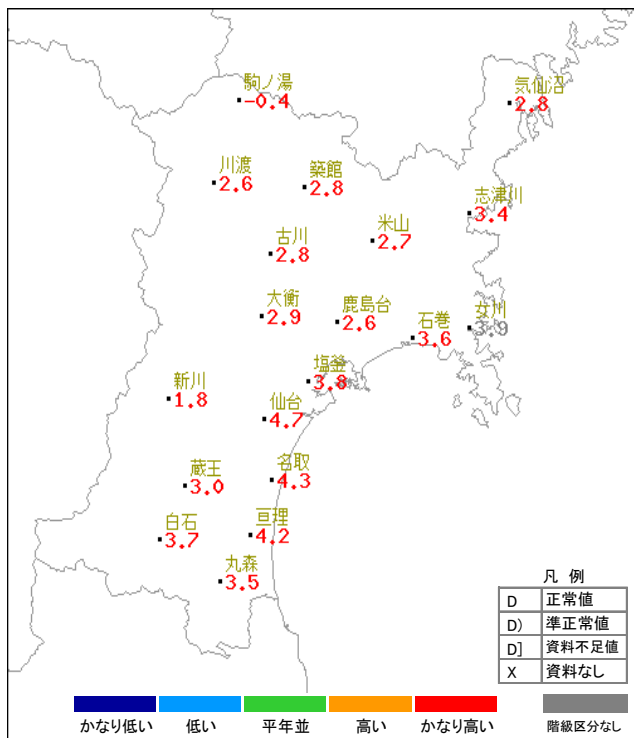 駒ノ湯
-0.4
気仙沼
2.8
川渡
2.6
築館
2.8
志津川
3.4
米山
2.7
古川
2.8
大衡
2.9
鹿島台
2.6
石巻
3.6
女川
3.9
塩釜
3.8
新川
1.8
仙台
4.7
蔵王
3.0
名取
4.3
白石
3.7
亘理
4.2
丸森
3.5
凡 例
D 正常値
D) 準正常値
D] 資料不足値
X 資料なし
かなり低い 低い 平年並 高い かなり高い 階級区分なし